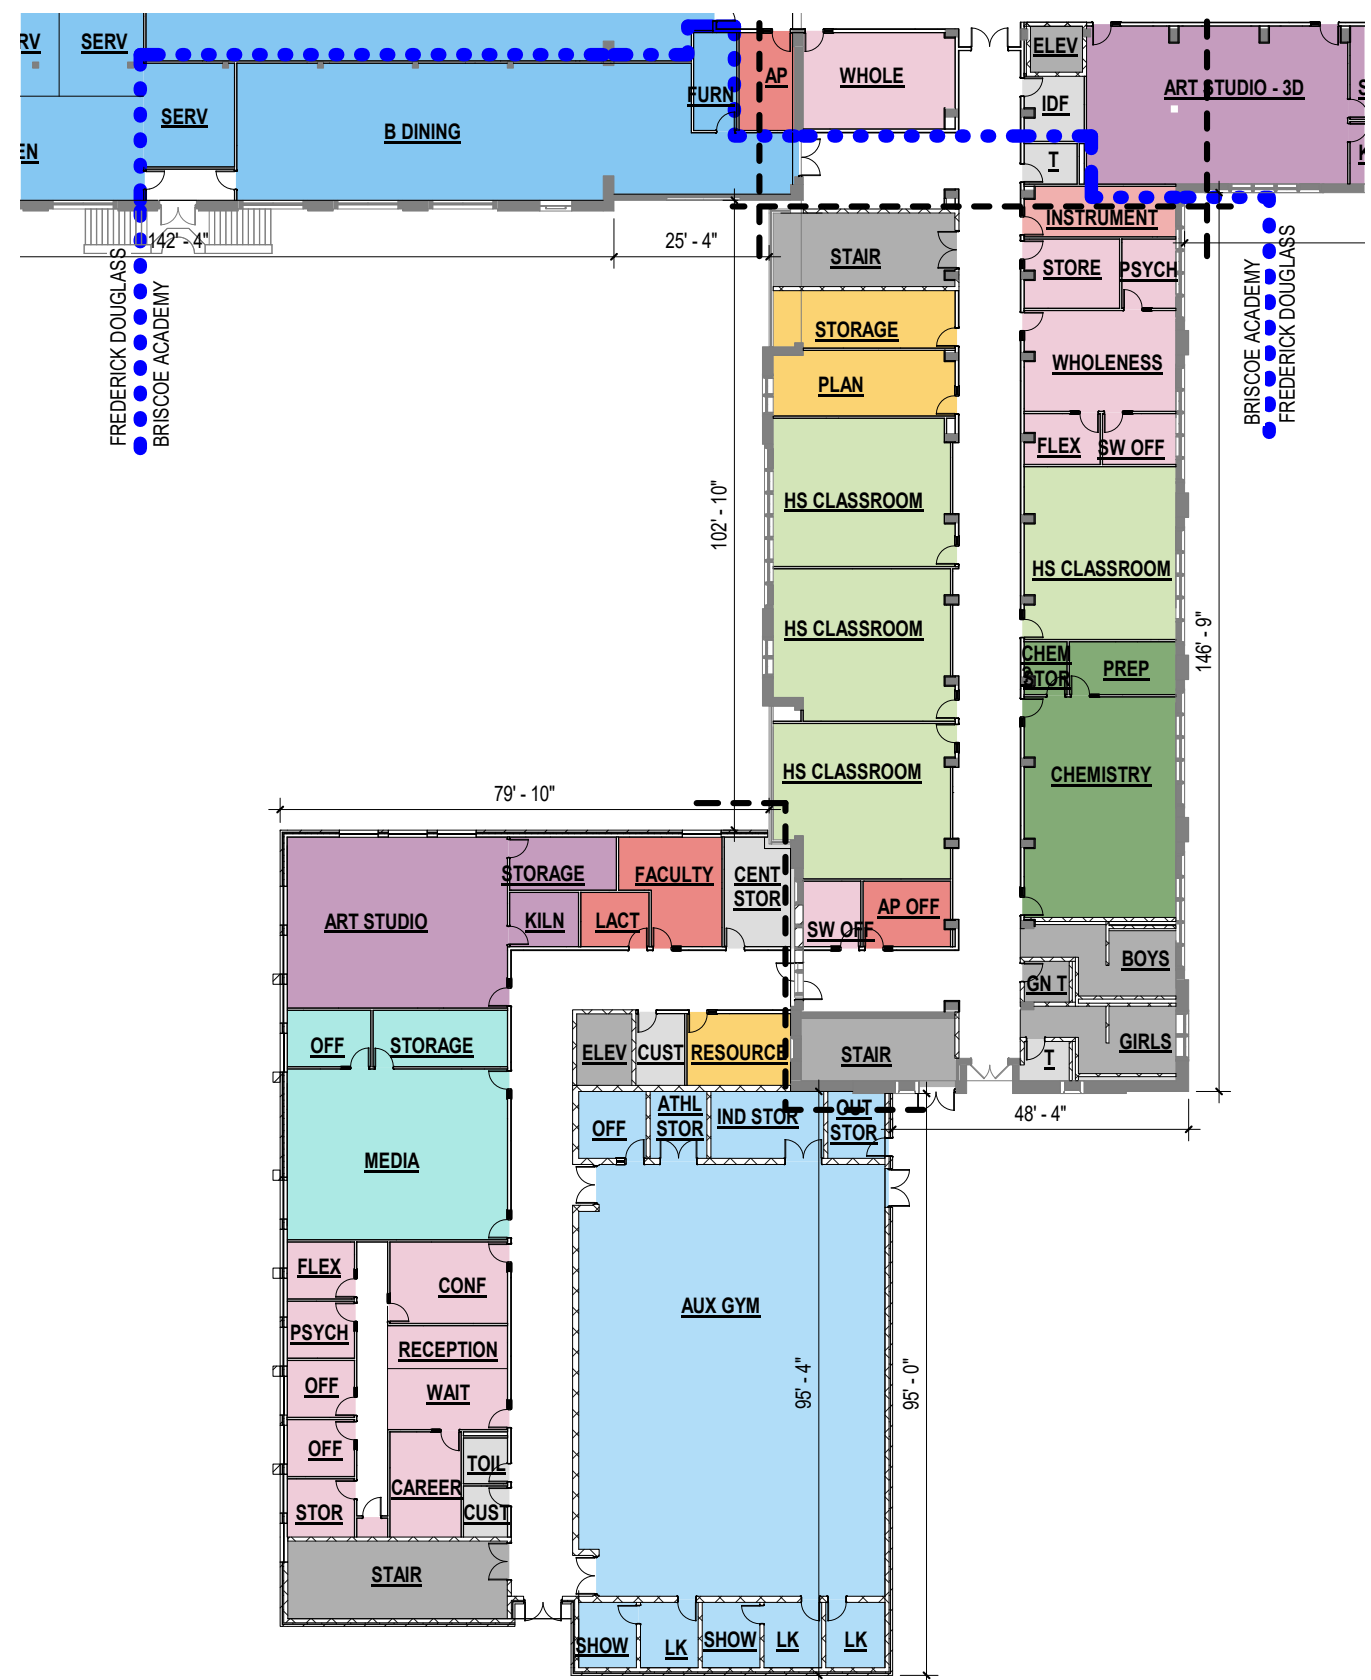 RV
SERV
SERV
EN
B DINING
FURN
AP
WHOLE
ELEV
IDF
T
ART STUDIO - 3D
S
K
142' - 4"
25' - 4"
FREDERICK DOUGLASS
BRISCOE ACADEMY
STAIR
INSTRUMENT
STORE
PSYCH
BRISCOE ACADEMY
FREDERICK DOUGLASS
STORAGE
PLAN
WHOLENESS
FLEX
SW OFF
HS CLASSROOM
102' - 10"
HS CLASSROOM
HS CLASSROOM
146' - 9"
CHEM
STOR
PREP
HS CLASSROOM
CHEMISTRY
79' - 10"
STORAGE
FACULTY
CENT
STOR
ART STUDIO
KILN
LACT
SW OFF
AP OFF
BOYS
GN T
GIRLS
T
OFF
STORAGE
ELEV
CUST
RESOURCE
STAIR
48' - 4"
OFF
ATHL
STOR
IND STOR
OUT
STOR
MEDIA
FLEX
CONF
PSYCH
RECEPTION
AUX GYM
OFF
WAIT
95' - 4"
95' - 0"
OFF
TOIL
CAREER
STOR
CUST
STAIR
SHOW
LK
SHOW
LK
LK